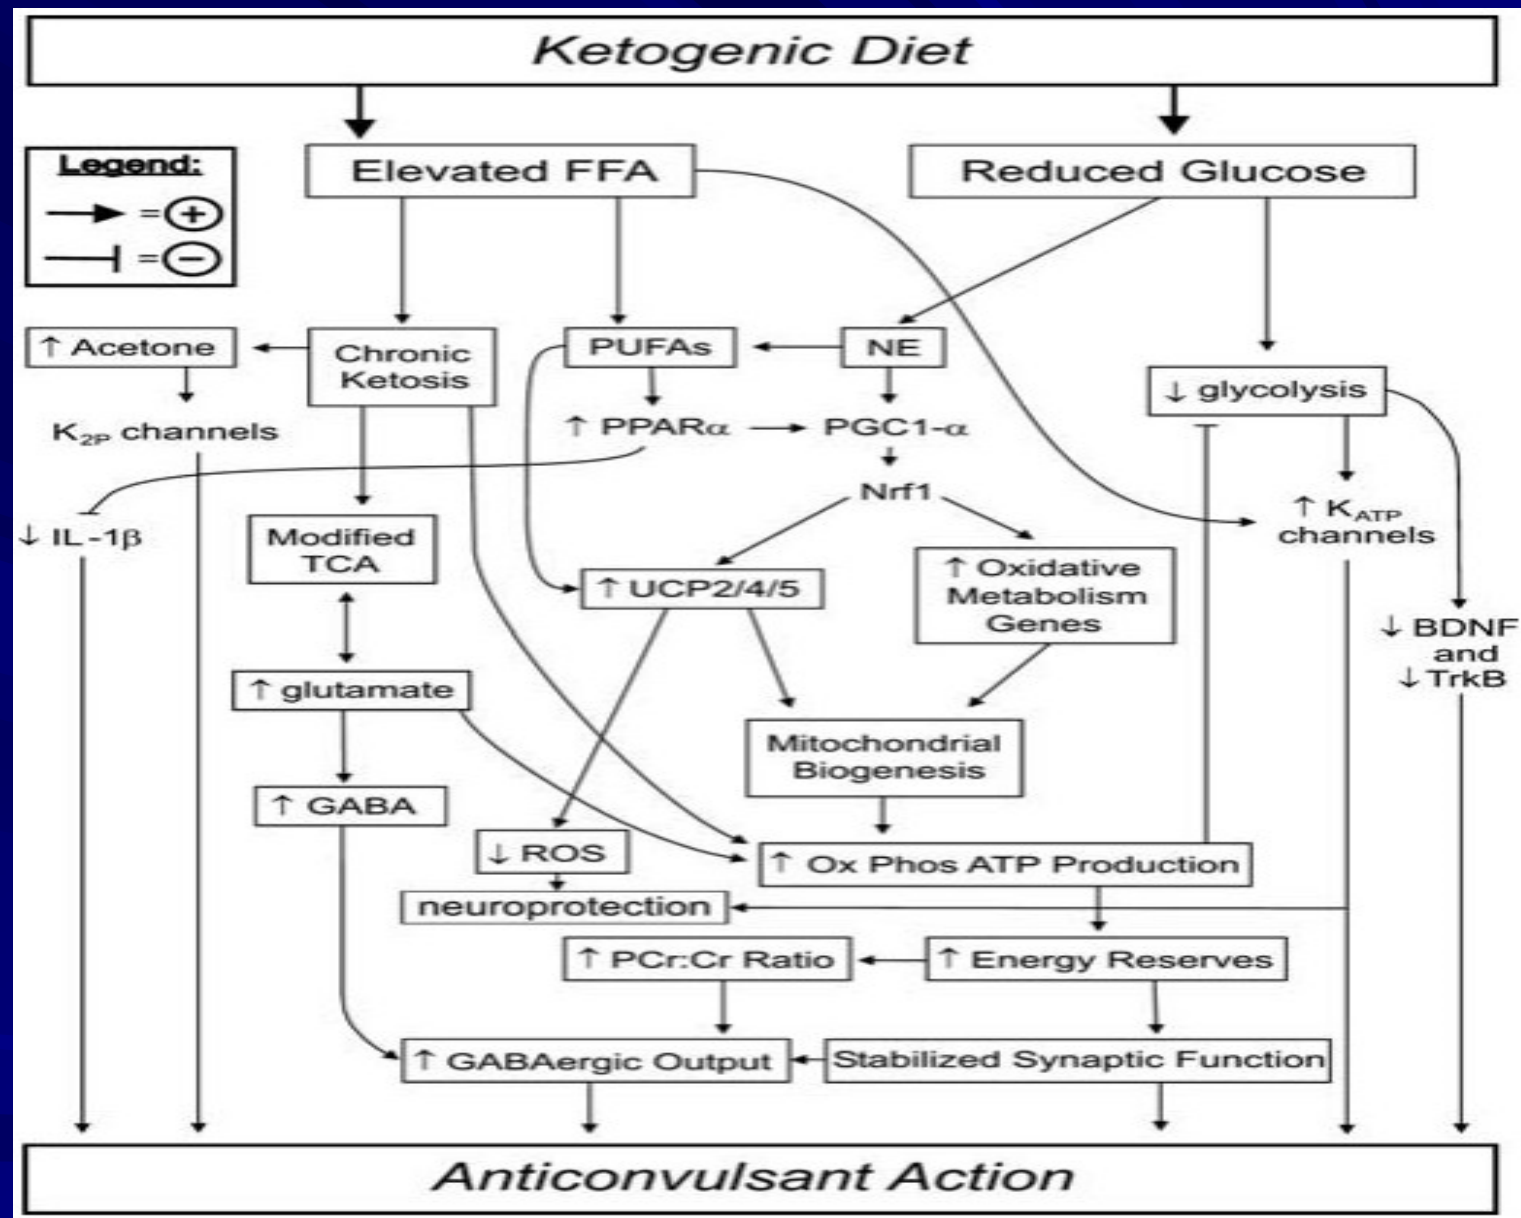 Ketogenic Diet
Legend:
= +
= −
Elevated FFA
Reduced Glucose
↑ Acetone
Chronic
Ketosis
PUFAs
NE
↓ glycolysis
K2P channels
↑ PPARα
PGC1-α
Nrf1
↑ KATP
channels
↓ IL-1β
Modified
TCA
↑ UCP2/4/5
↑ Oxidative
Metabolism
Genes
↓ BDNF
and
↓ TrkB
↑ glutamate
Mitochondrial
Biogenesis
↑ GABA
↓ ROS
↑ Ox Phos ATP Production
neuroprotection
↑ PCr:Cr Ratio
↑ Energy Reserves
↑ GABAergic Output
Stabilized Synaptic Function
Anticonvulsant Action